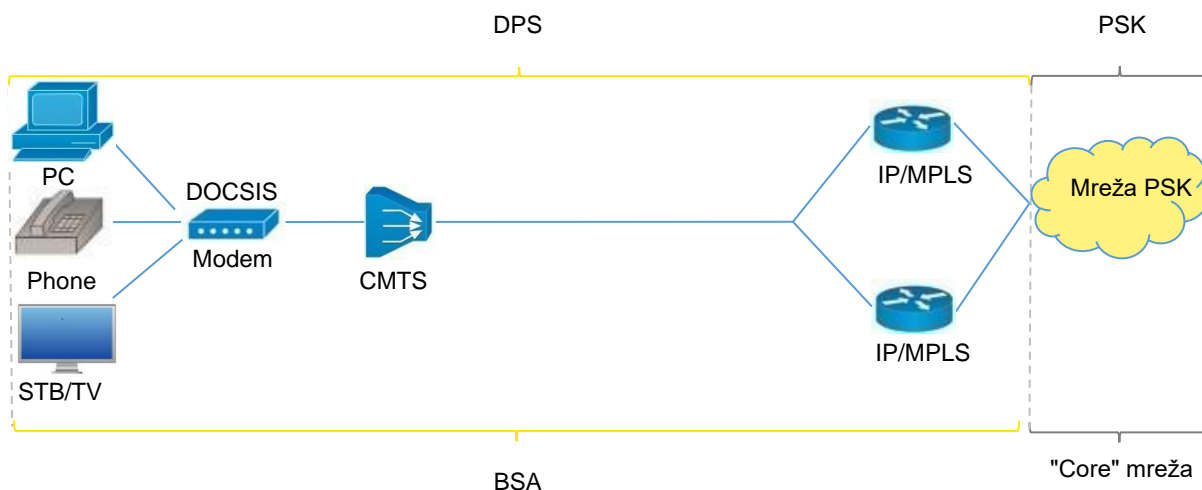 DPS
PSK
PC
DOCSIS
IP/MPLS
Mreža PSK
Phone
Modem
CMTS
IP/MPLS
STB/TV
BSA
"Core" mreža